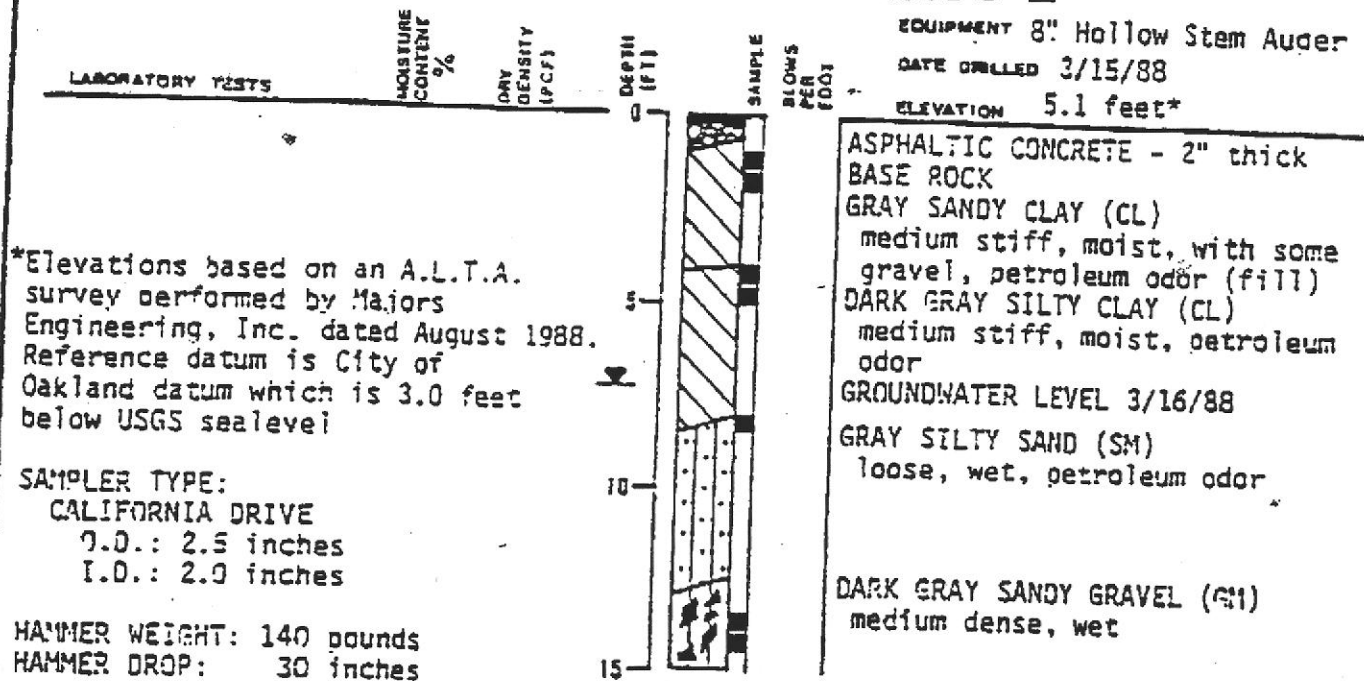 EQUIPMENT 8" Hollow Stem Auger
DATE DRILLED 3/15/88
ELEVATION 5.1 feet*
LABORATORY TESTS
MOISTURE CONTENT %
DRY DENSITY (PCF)
DEPTH (FT)
SAMPLE
BLOWS PER FOOT
0
ASPHALTIC CONCRETE - 2" thick
BASE ROCK
GRAY SANDY CLAY (CL)
medium stiff, moist, with some
gravel, petroleum odor (fill)
DARK GRAY SILTY CLAY (CL)
medium stiff, moist, petroleum
odor
GROUNDWATER LEVEL 3/16/88
GRAY SILTY SAND (SM)
loose, wet, petroleum odor
DARK GRAY SANDY GRAVEL (GM)
medium dense, wet
*Elevations based on an A.L.T.A.
survey performed by Majors
Engineering, Inc. dated August 1988.
Reference datum is City of
Oakland datum which is 3.0 feet
below USGS sealevel
5
10
15
SAMPLER TYPE:
CALIFORNIA DRIVE
O.D.: 2.5 inches
I.D.: 2.0 inches
HAMMER WEIGHT: 140 pounds
HAMMER DROP: 30 inches